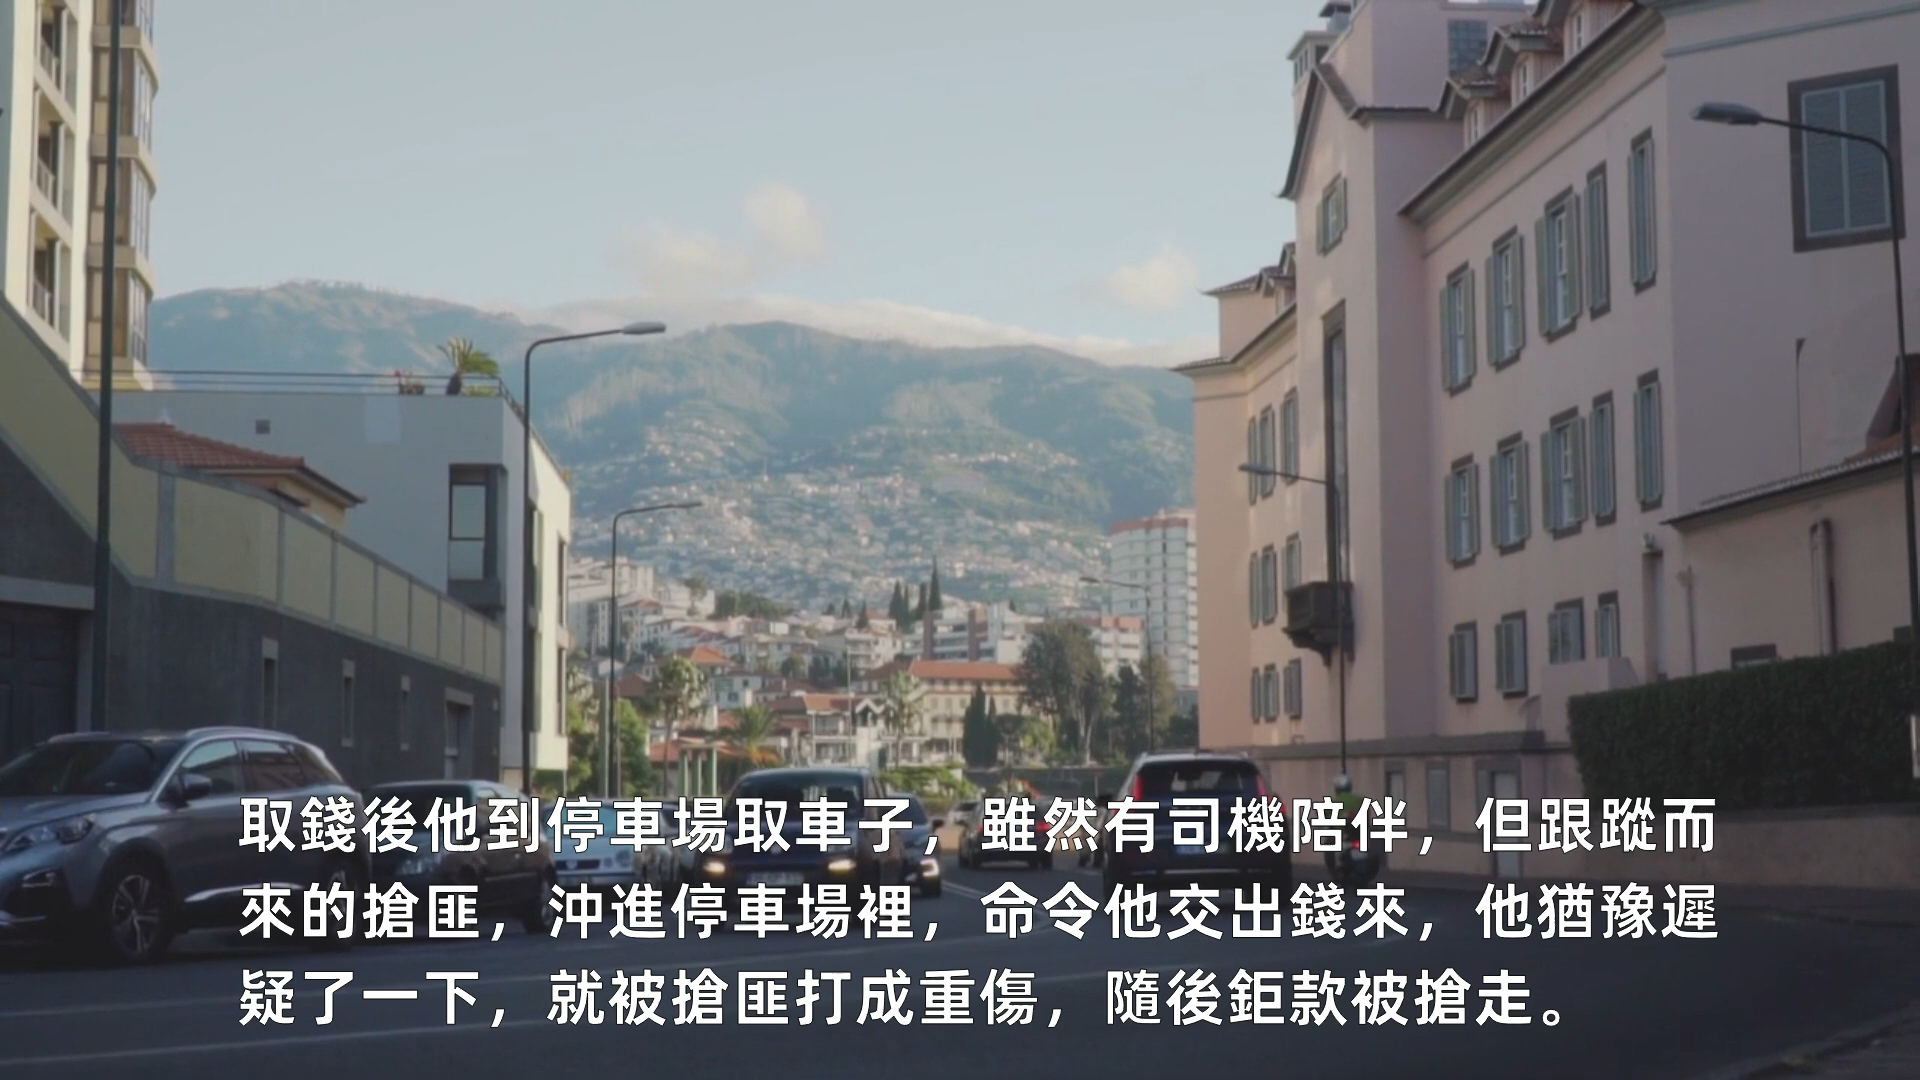 取錢後他到停車場取車子，雖然有司機陪伴，但跟蹤而
來的搶匪，沖進停車場裡，命令他交出錢來，他猶豫遲
疑了一下，就被搶匪打成重傷，隨後鉅款被搶走。